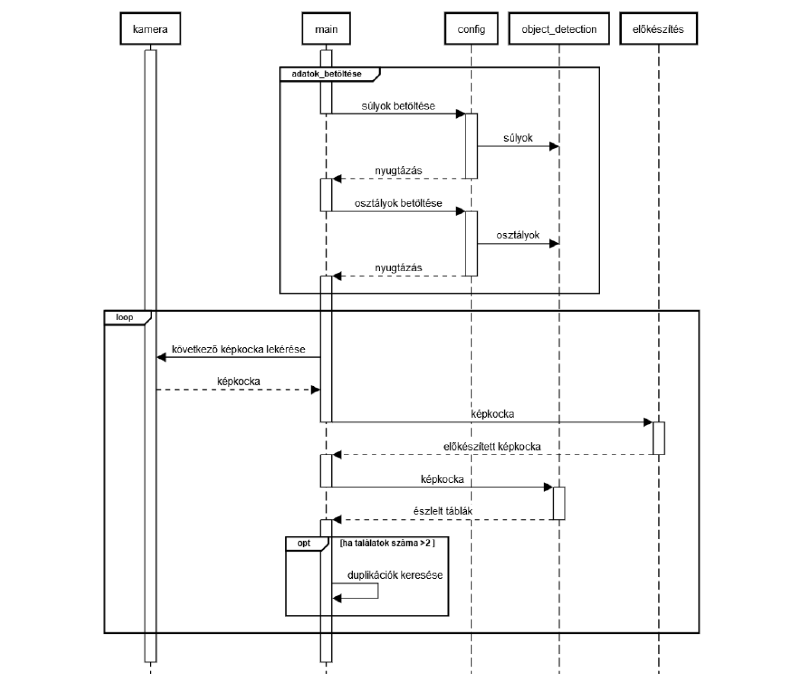 kamera
main
config
object_detection
előkészítés
adatok_betöltése
súlyok betöltése
súlyok
nyugtázás
osztályok betöltése
osztályok
nyugtázás
loop
következő képkocka lekérése
képkocka
képkocka
előkészített képkocka
képkocka
észlelt táblák
opt
[ha találatok száma >2 ]
duplikációk keresése